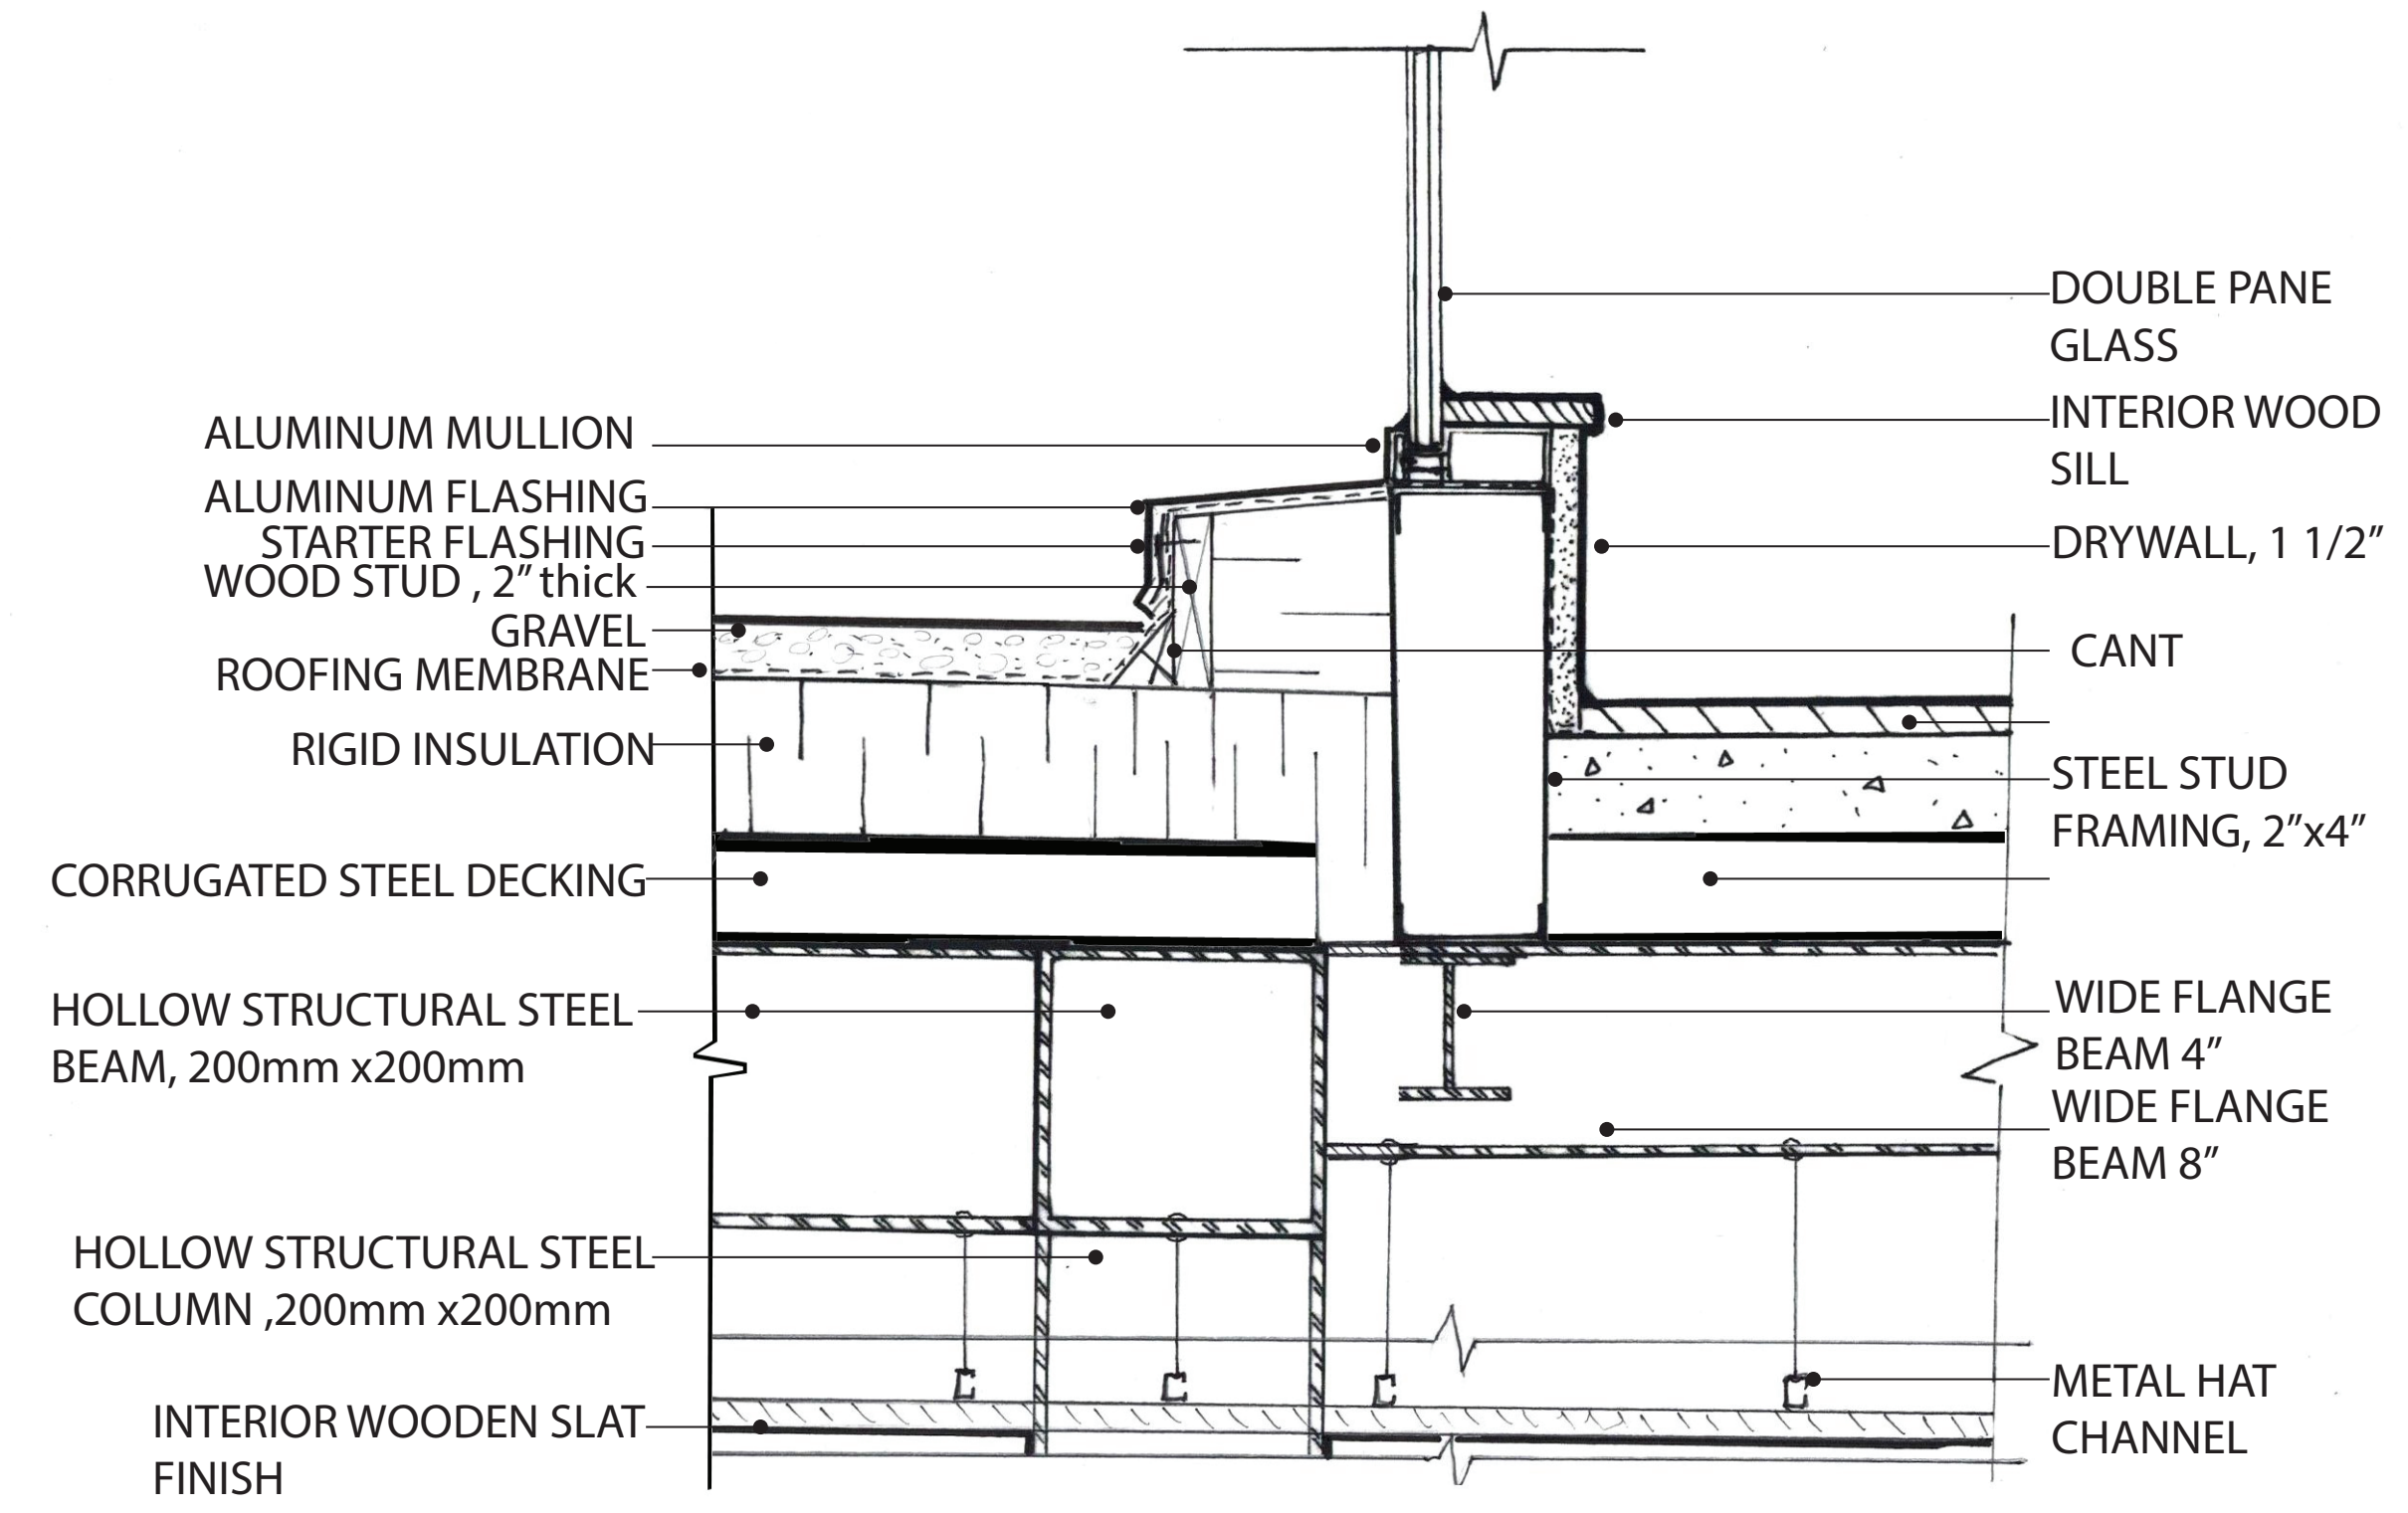 DOUBLE PANE
GLASS
ALUMINUM MULLION
INTERIOR WOOD
SILL
ALUMINUM FLASHING
STARTER FLASHING
DRYWALL, 1 1/2”
WOOD STUD , 2” thick
GRAVEL
CANT
ROOFING MEMBRANE
RIGID INSULATION
STEEL STUD
FRAMING, 2”x4”
CORRUGATED STEEL DECKING
HOLLOW STRUCTURAL STEEL
BEAM, 200mm x200mm
WIDE FLANGE
BEAM 4”
WIDE FLANGE
BEAM 8”
HOLLOW STRUCTURAL STEEL
COLUMN ,200mm x200mm
METAL HAT
CHANNEL
INTERIOR WOODEN SLAT
FINISH